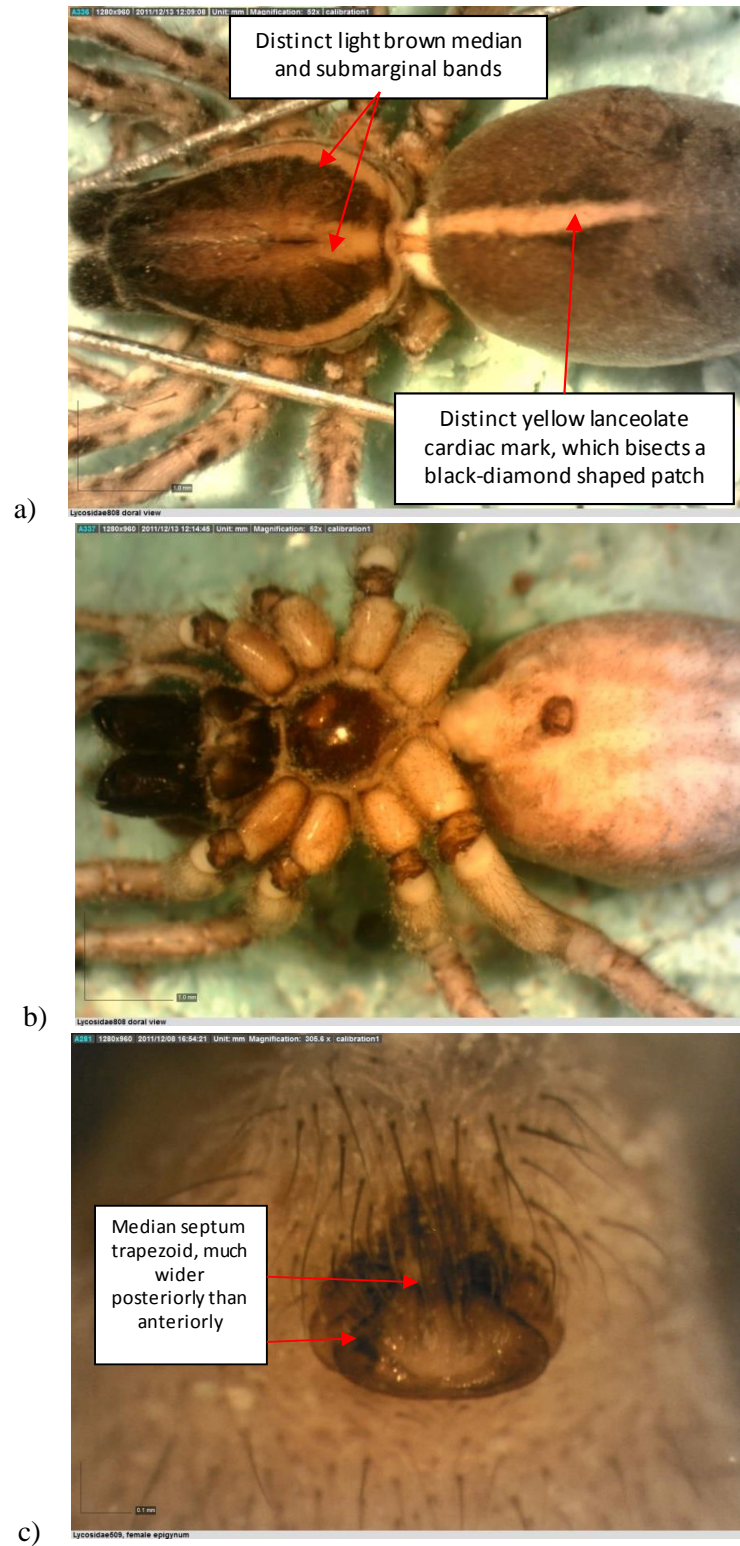 A336 | 1280x960 | 2011/12/13 12:09:06 | Unit: mm | Magnification: 52x | calibration1
Distinct light brown median
and submarginal bands
Distinct yellow lanceolate
cardiac mark, which bisects a
black-diamond shaped patch
1.0 mm
a)
Lycosidae808 doral view
A337 | 1280x960 | 2011/12/13 12:14:45 | Unit: mm | Magnification: 52x | calibration1
1.0 mm
b)
Lycosidae808 doral view
A281 | 1280x960 | 2011/12/08 16:54:21 | Unit: mm Magnification: 305.6 x | calibration1
Median septum
trapezoid, much
wider
posteriorly than
anteriorly
0.1 mm
c)
Lycosidae509, female epigynum